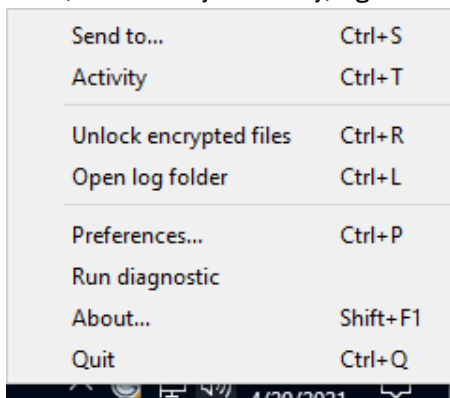 Send to... Ctrl+S
Activity Ctrl+T
Unlock encrypted files Ctrl+R
Open log folder Ctrl+L
Preferences... Ctrl+P
Run diagnostic
About... Shift+F1
Quit Ctrl+Q